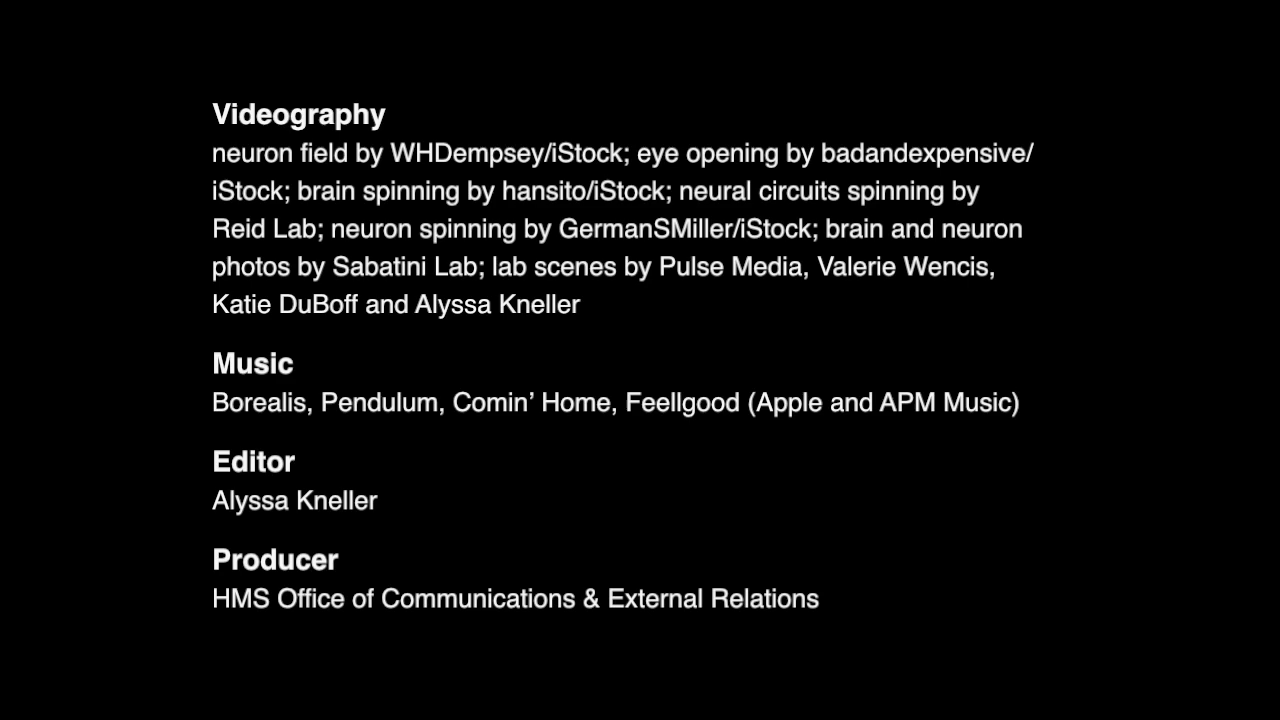 Videography
neuron field by WHDempsey/iStock; eye opening by badandexpensive/
iStock; brain spinning by hansito/iStock; neural circuits spinning by
Reid Lab; neuron spinning by GermanSMiller/iStock; brain and neuron
photos by Sabatini Lab; lab scenes by Pulse Media, Valerie Wencis,
Katie DuBoff and Alyssa Kneller
Music
Borealis, Pendulum, Comin’ Home, Feellgood (Apple and APM Music)
Editor
Alyssa Kneller
Producer
HMS Office of Communications & External Relations